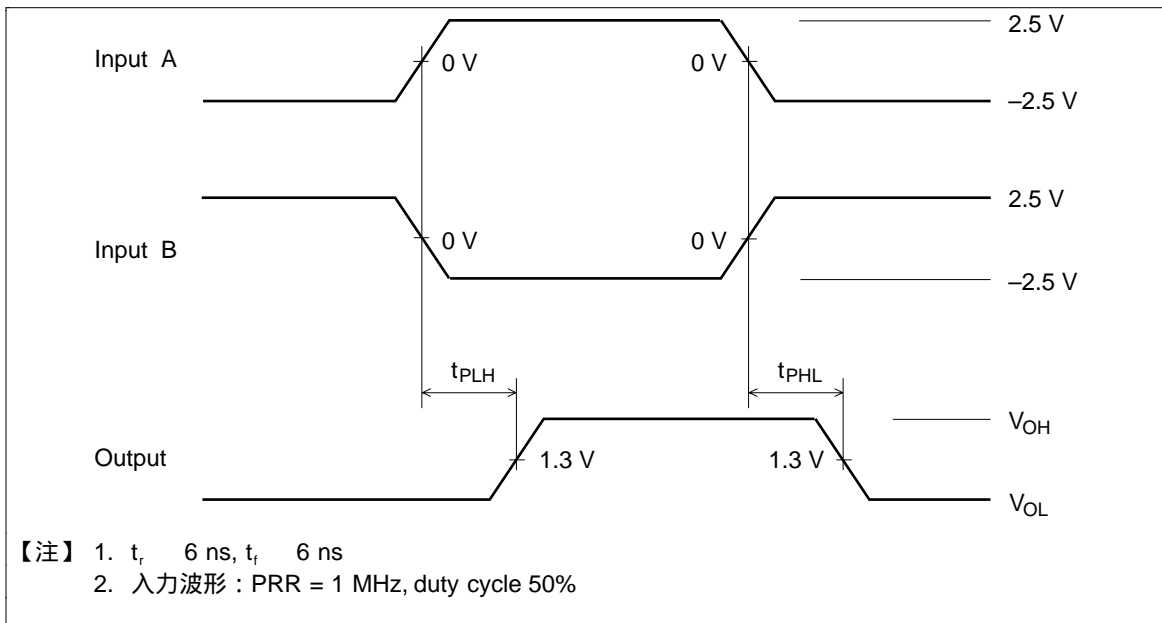 2.5 V
Input A
0 V
0 V
–2.5 V
2.5 V
0 V
0 V
Input B
–2.5 V
tPLH
tPHL
VOH
Output
1.3 V
1.3 V
VOL
【注】 1. tr 6 ns, tf 6 ns
2. 入力波形：PRR = 1 MHz, duty cycle 50%